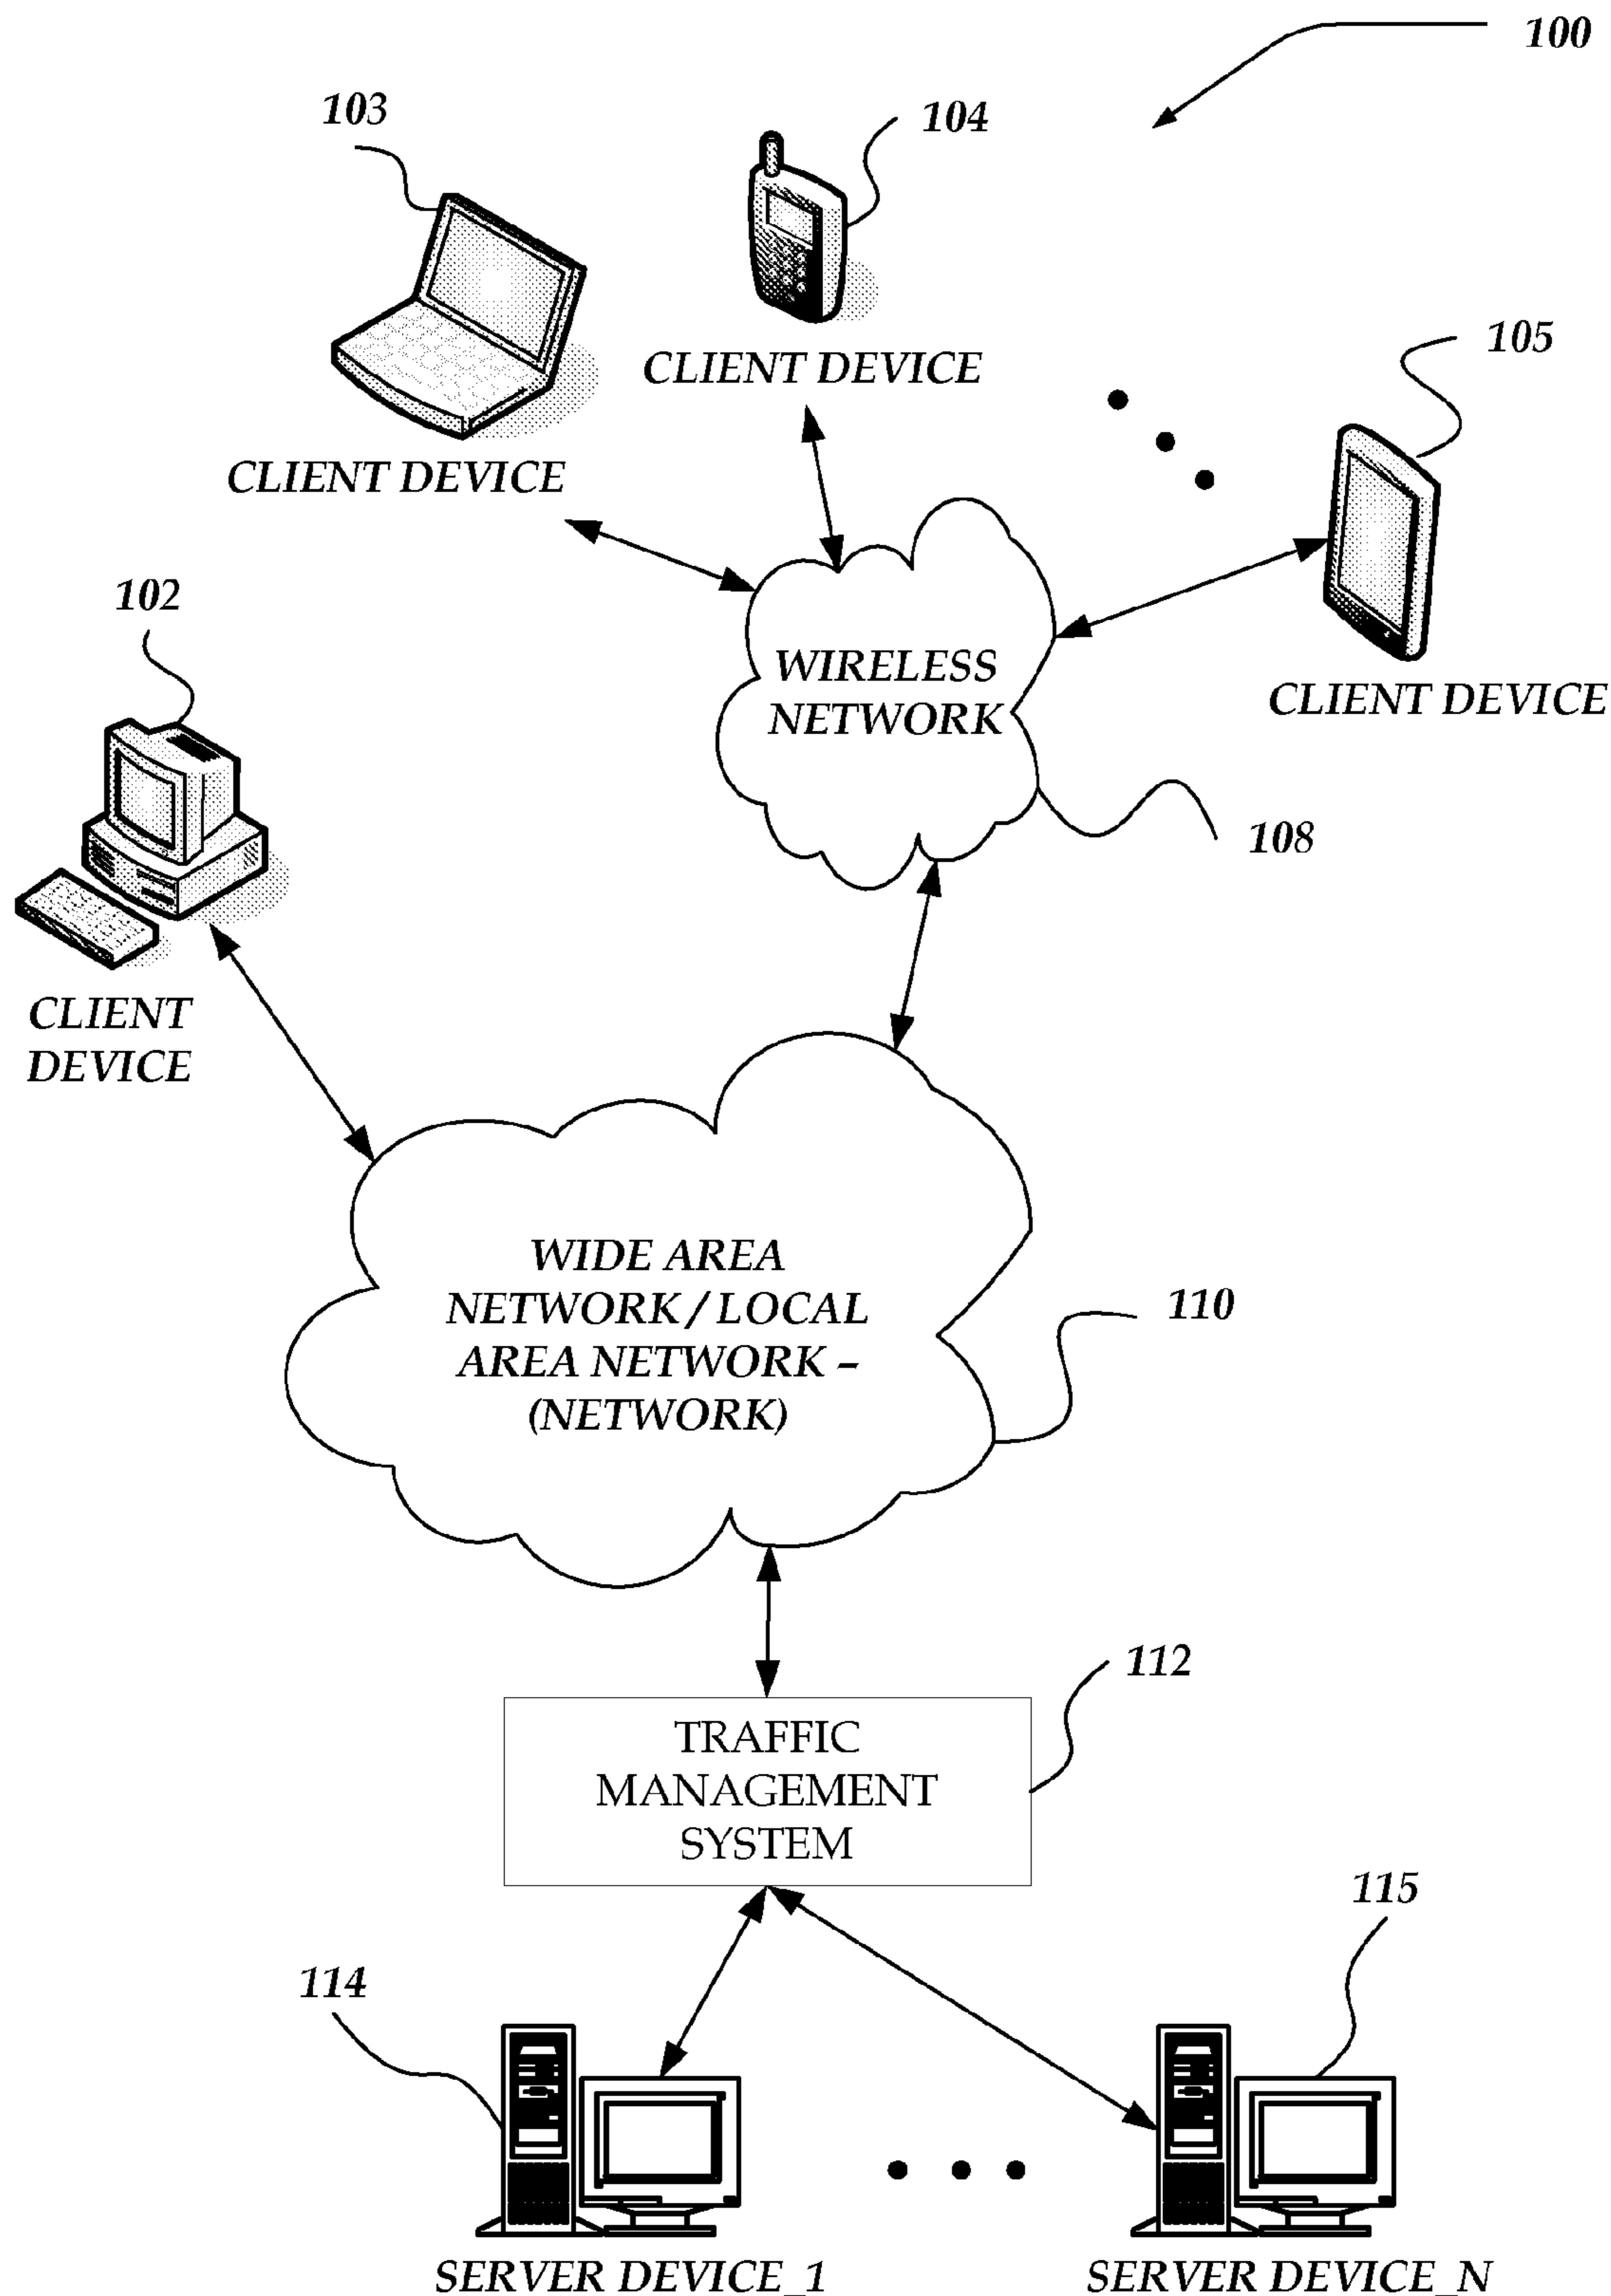 100
103
104
CLIENT DEVICE
105
CLIENT DEVICE
102
WIRELESS
NETWORK
CLIENT DEVICE
108
CLIENT
DEVICE
WIDE AREA
NETWORK / LOCAL
AREA NETWORK –
(NETWORK)
110
112
TRAFFIC
MANAGEMENT
SYSTEM
115
114
SERVER DEVICE_1
SERVER DEVICE_N